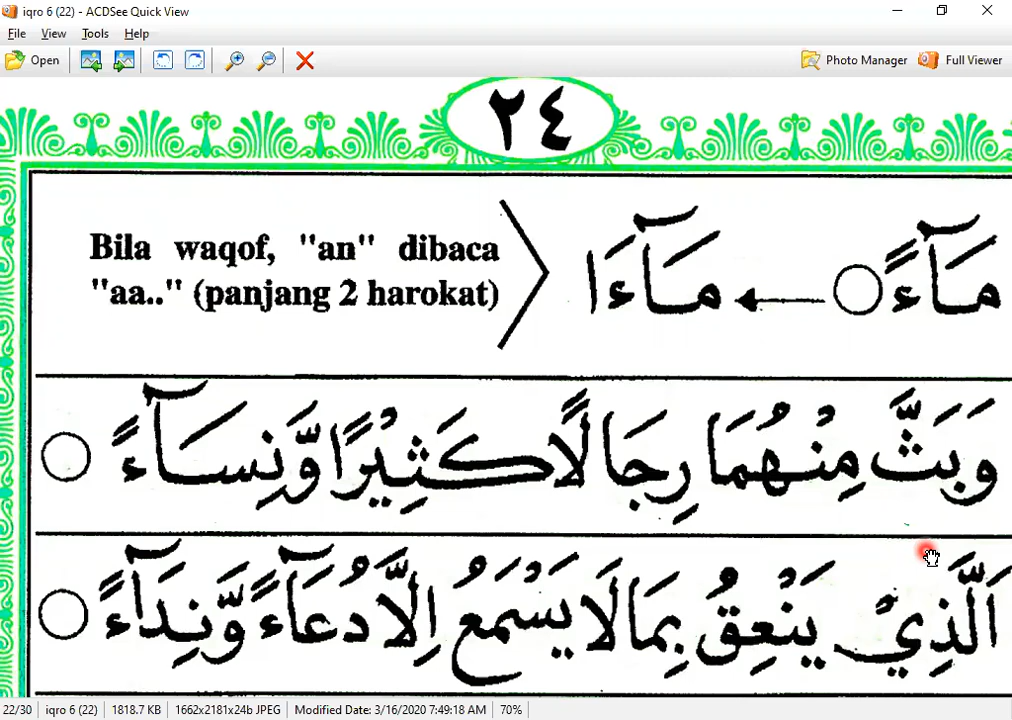 iqro 6 (22) - ACDSee Quick View
File View Tools Help
Open Photo Manager Full Viewer
٢٤
مَآءً ← مَآءَا
Bila waqof, "an" dibaca
"aa.." (panjang 2 harokat)
وَبَثَّ مِنْهُمَا رِجَالًا كَثِيْرًا وَّنِسَآءً
اَلَّذِيْ يَنْعِقُ بِمَالَا يَسْمَعُ اِلَّا دُعَآءً وَّنِدَآءً
22/30 iqro 6 (22) 1818.7 KB 1662x2181x24b JPEG Modified Date: 3/16/2020 7:49:18 AM 70%